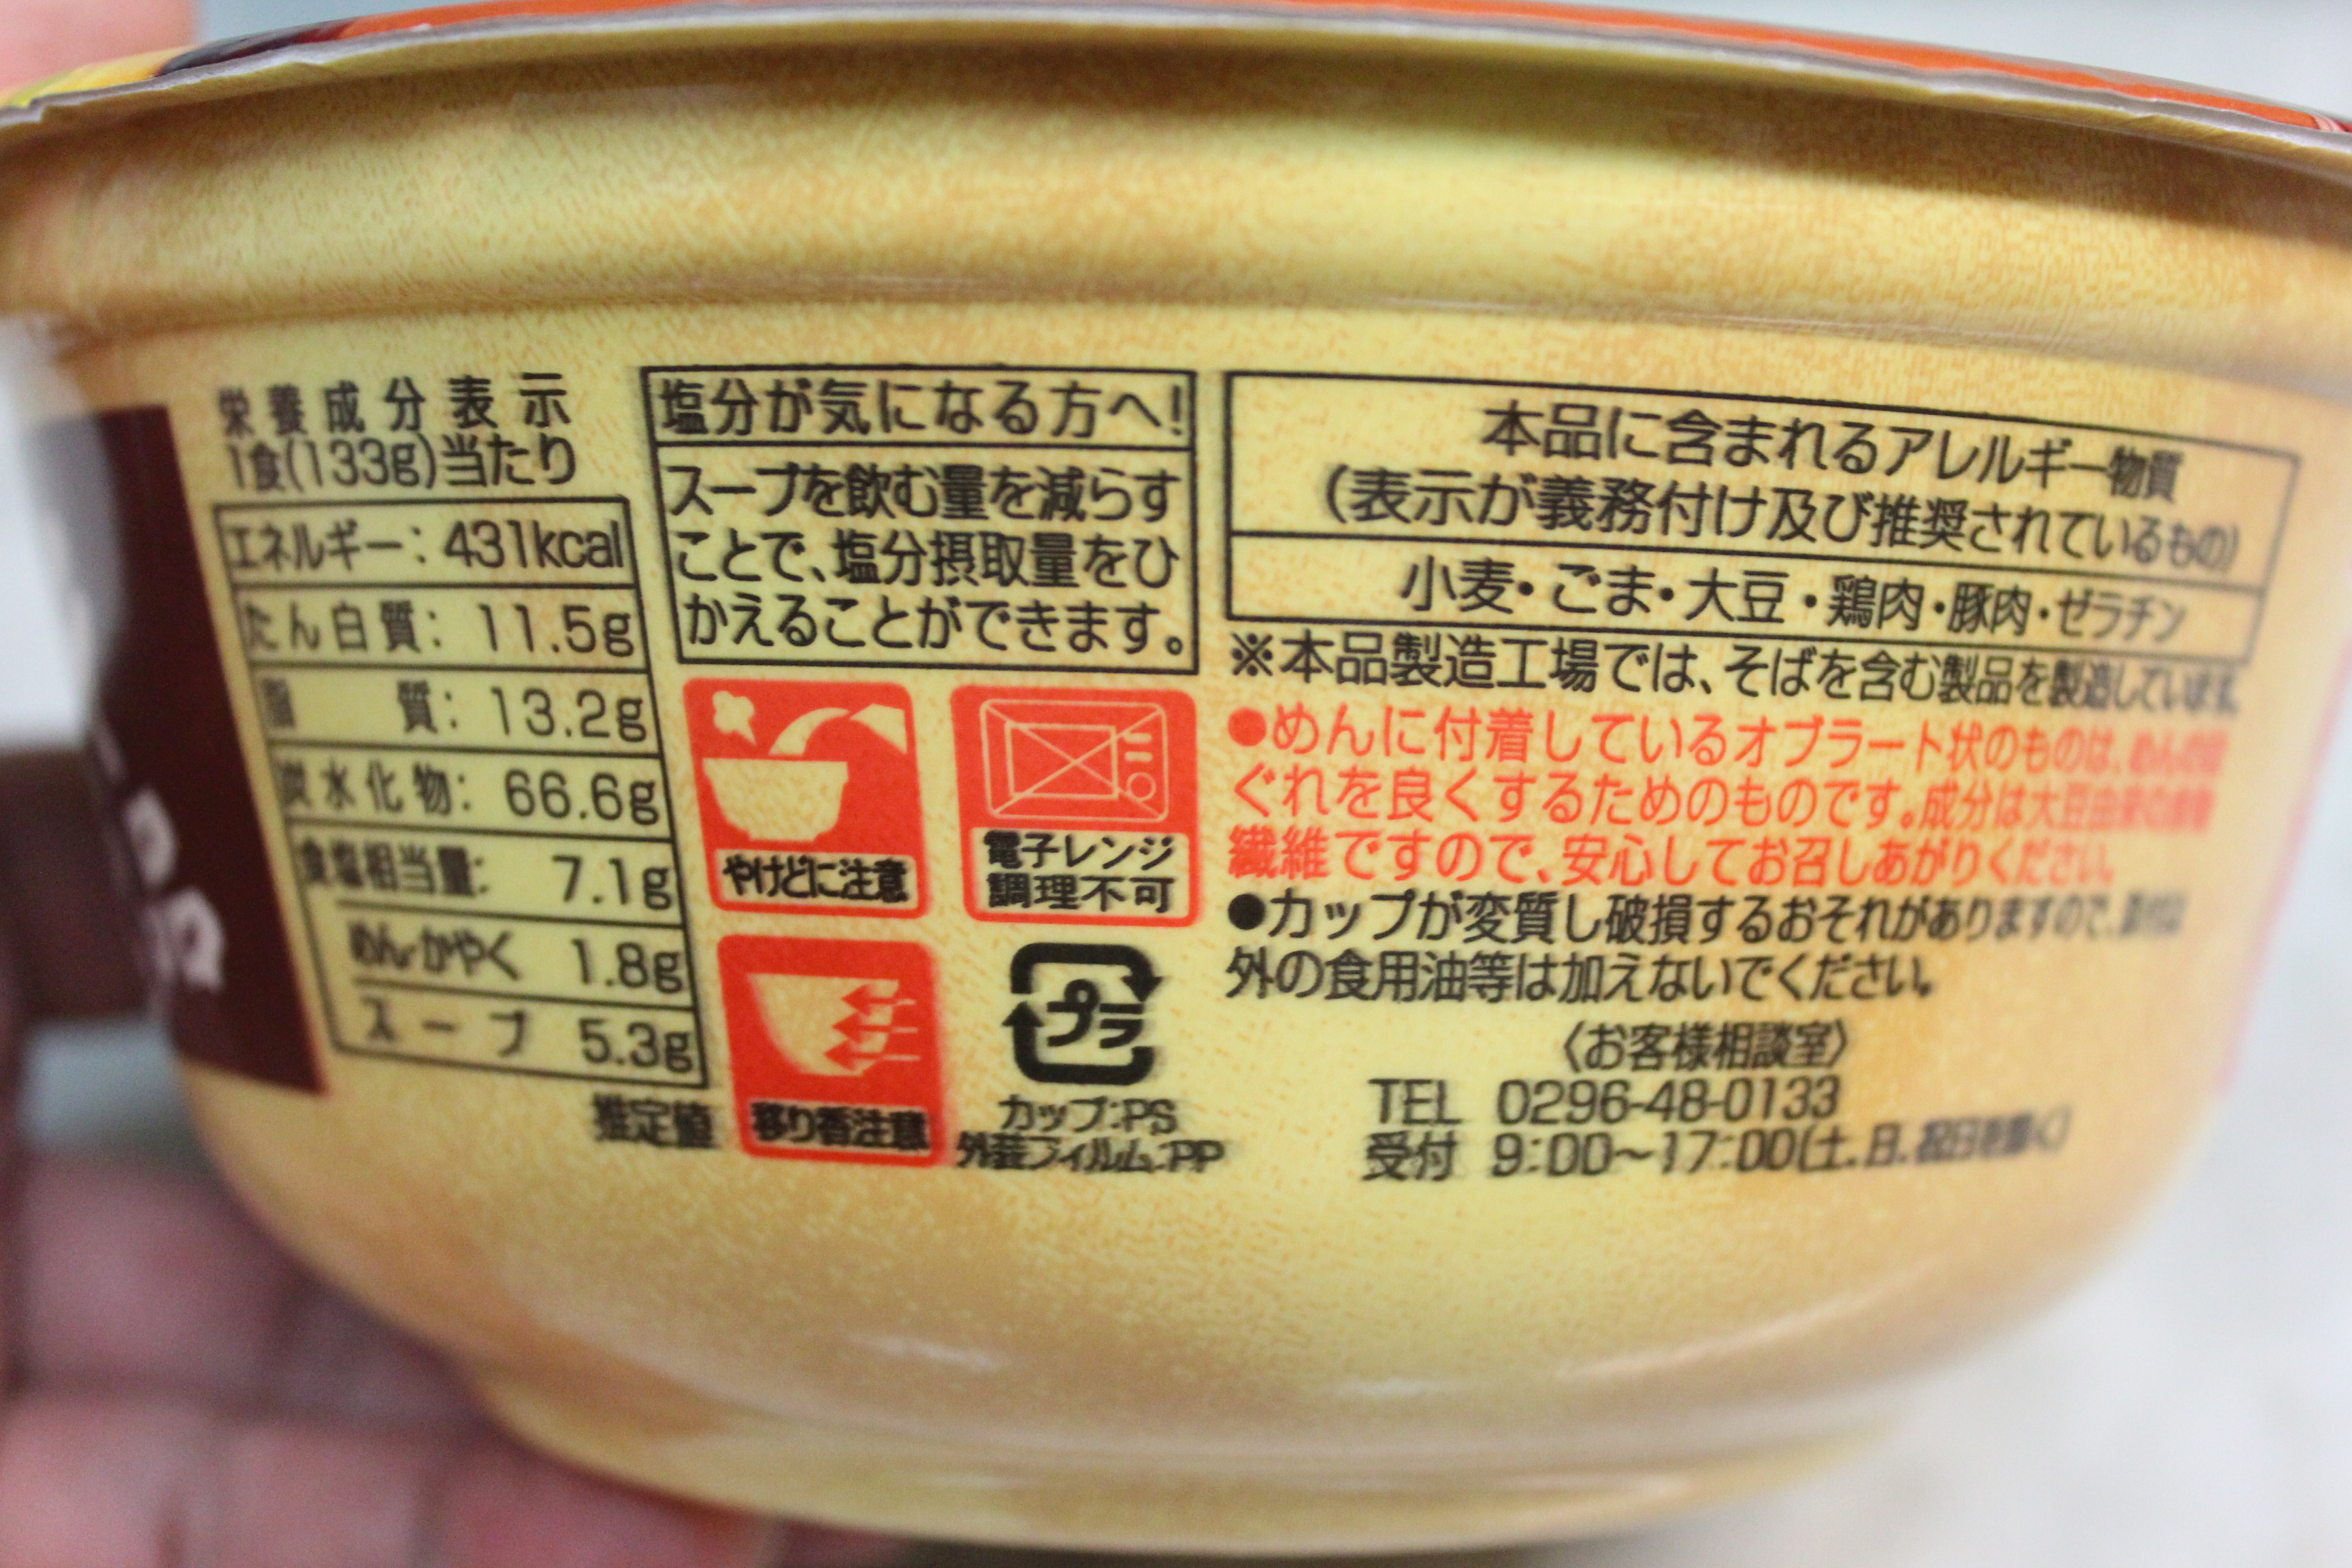 栄養成分表示
1食(133g)当たり
エネルギー: 431kcal
たん白質: 11.5g
脂 質: 13.2g
炭水化物: 66.6g
食塩相当量: 7.1g
めん・かやく 1.8g
スープ 5.3g
推定値
塩分が気になる方へ!
スープを飲む量を減らす
ことで、塩分摂取量をひ
かえることができます。
やけどに注意
電子レンジ
調理不可
移り香注意
プラ
カップ:PS
外装フィルム:PP
本品に含まれるアレルギー物質
(表示が義務付け及び推奨されているもの)
小麦・ごま・大豆・鶏肉・豚肉・ゼラチン
※本品製造工場では、そばを含む製品を製造しています。
●めんに付着しているオブラート状のものは、めんの
ぐれを良くするためのものです。成分は大豆由来の食物
繊維ですので、安心してお召しあがりください。
●カップが変質し破損するおそれがありますので、
外の食用油等は加えないでください。
〈お客様相談室〉
TEL 0296-48-0133
受付 9:00〜17:00(土、日、祝日を除く)